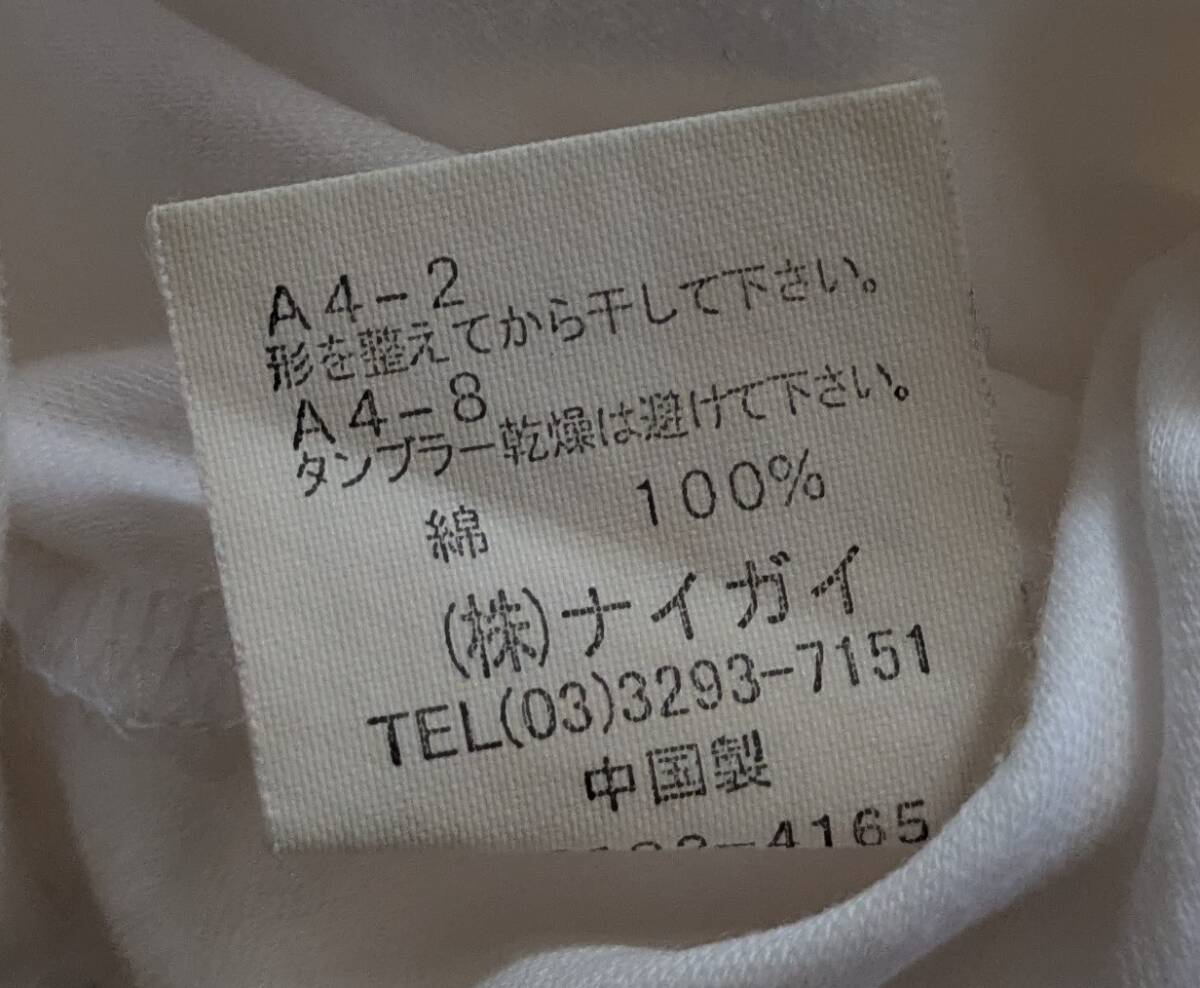 A4-2
形を整えてから干して下さい。
A4-8
タンブラー乾燥は避けて下さい。
綿 100%
(株)ナイガイ
TEL(03)3293-7151
中国製
-4165